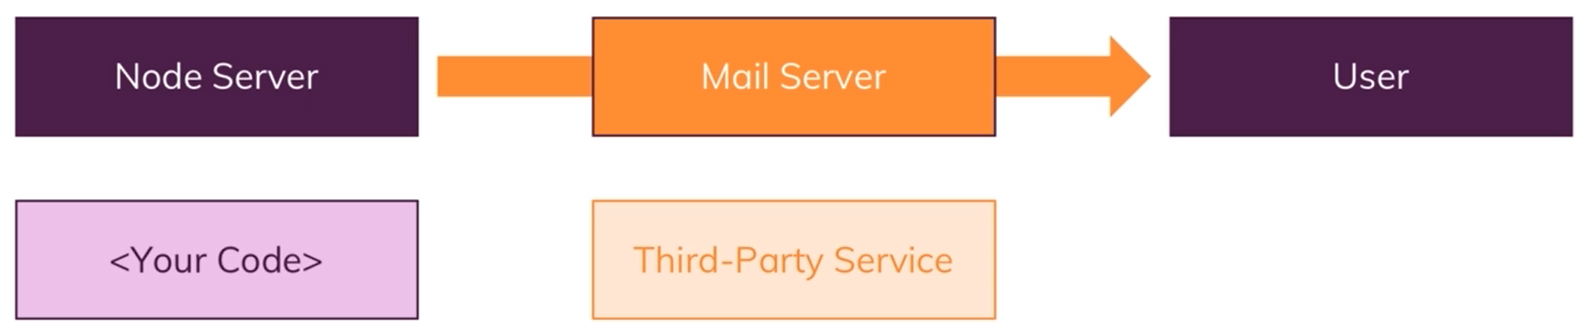 Node Server
Mail Server
User
<Your Code>
Third-Party Service